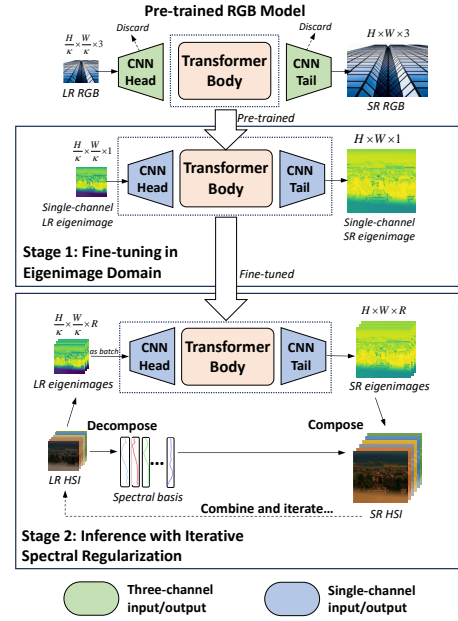 Pre-trained RGB Model
Discard
Discard
H/κ × W/κ ×3
H×W×3
CNN
Head
Transformer
Body
CNN
Tail
LR RGB
SR RGB
Pre-trained
H/κ × W/κ ×1
H×W×1
CNN
Head
Transformer
Body
CNN
Tail
Single-channel
LR eigenimage
Single-channel
SR eigenimage
Stage 1: Fine-tuning in
Eigenimage Domain
Fine-tuned
H/κ × W/κ ×R
H×W×R
as batch
CNN
Head
Transformer
Body
CNN
Tail
LR eigenimages
SR eigenimages
Decompose
Compose
LR HSI
Spectral basis
SR HSI
Combine and iterate…
Stage 2: Inference with Iterative
Spectral Regularization
Three-channel
input/output
Single-channel
input/output